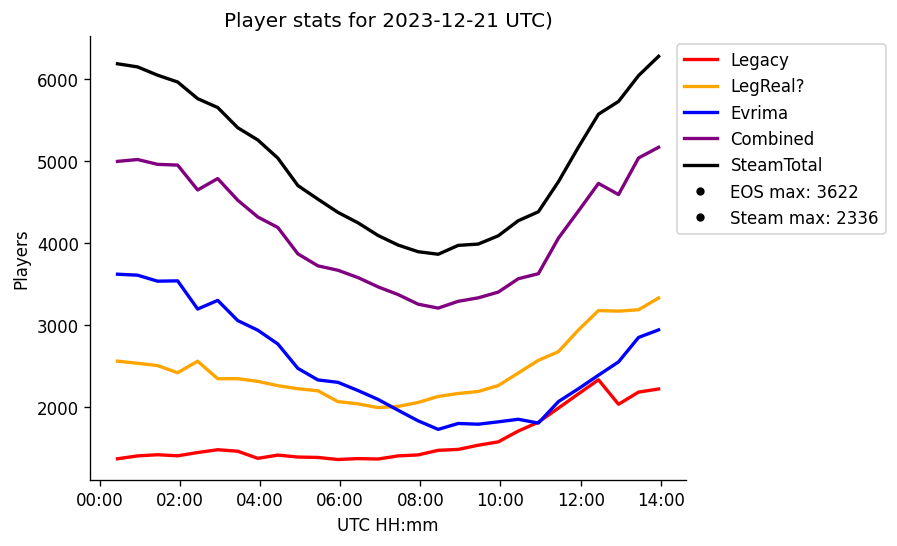 Player stats for 2023-12-21 UTC)
Players
6000
5000
4000
3000
2000
00:00 02:00 04:00 06:00 08:00 10:00 12:00 14:00
UTC HH:mm
Legacy
LegReal?
Evrima
Combined
SteamTotal
EOS max: 3622
Steam max: 2336